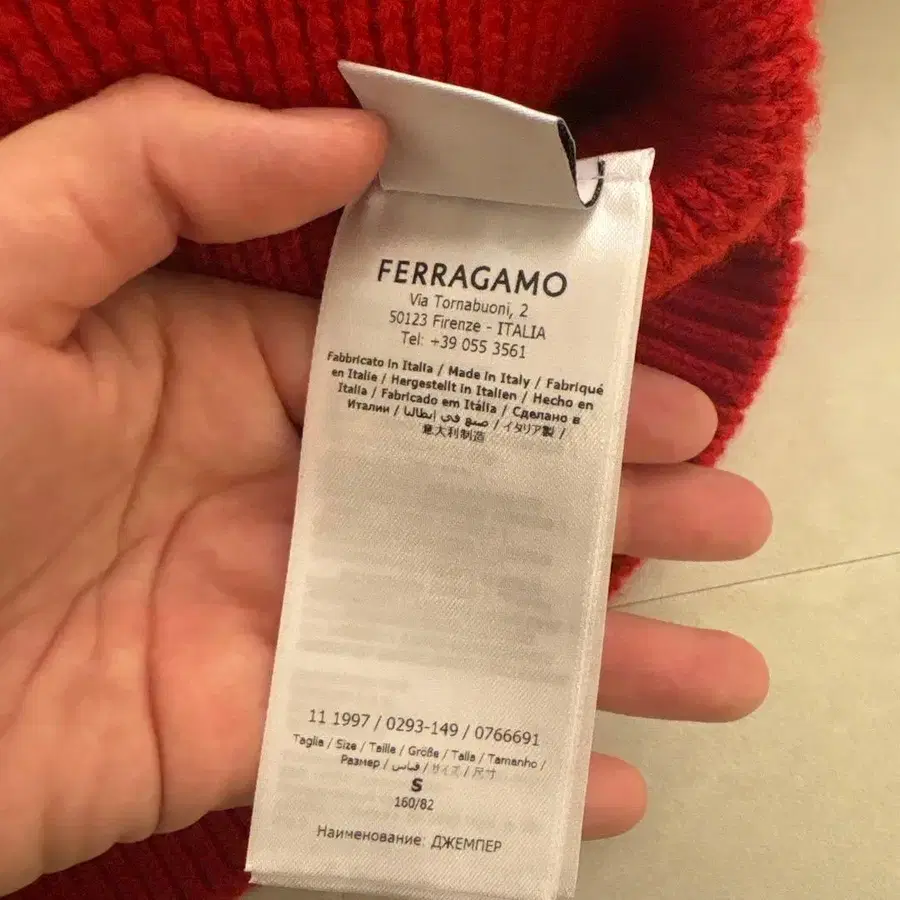 FERRAGAMO
Via Tornabuoni, 2
50123 Firenze - ITALIA
Tel: +39 055 3561
Fabbricato in Italia / Made in Italy / Fabriqué
en Italie / Hergestellt in Italien / Hecho en
Italia / Fabricado em Itália / Сделано в
Италии / صنع في إيطاليا / イタリア製 /
意大利制造
11 1997 / 0293-149 / 0766691
Taglia / Size / Taille / Größe / Talla / Tamanho /
Размер / قياس / サイズ / 尺寸
S
160/82
Наименование: ДЖЕМПЕР